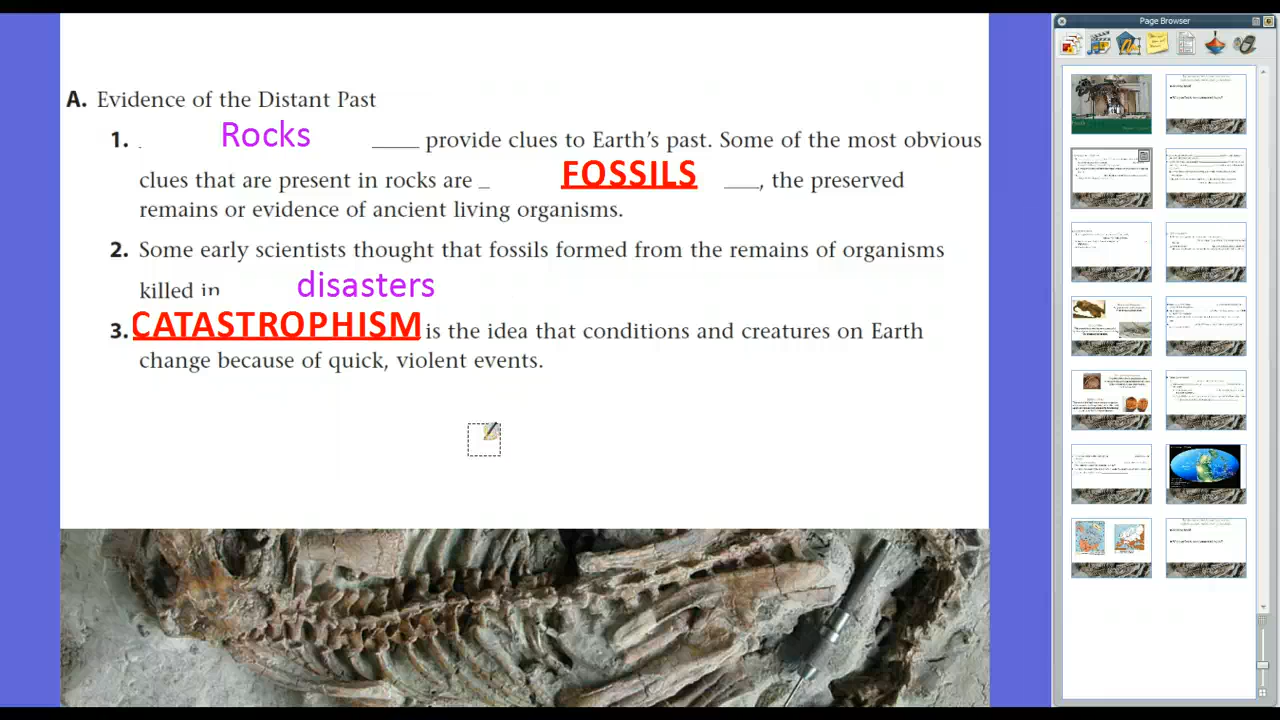 Page Browser
A. Evidence of the Distant Past
1. Rocks provide clues to Earth's past. Some of the most obvious
clues that are present in rocks are FOSSILS, the preserved
remains or evidence of ancient living organisms.
2. Some early scientists thought that fossils formed from the remains of organisms
killed in disasters
3. CATASTROPHISM is the idea that conditions and creatures on Earth
change because of quick, violent events.